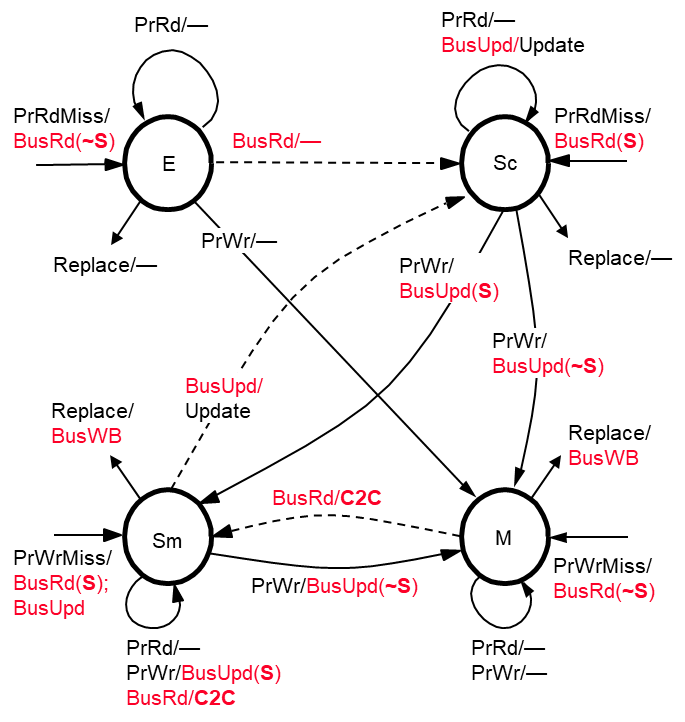 PrRd/—
PrRd/—
BusUpd/Update
PrRdMiss/
BusRd(~S)
E
BusRd/—
Sc
PrRdMiss/
BusRd(S)
Replace/—
PrWr/—
PrWr/
BusUpd(S)
Replace/—
PrWr/
BusUpd(~S)
BusUpd/
Update
Replace/
BusWB
Replace/
BusWB
BusRd/C2C
Sm
M
PrWrMiss/
BusRd(S);
BusUpd
PrWr/BusUpd(~S)
PrWrMiss/
BusRd(~S)
PrRd/—
PrWr/BusUpd(S)
BusRd/C2C
PrRd/—
PrWr/—